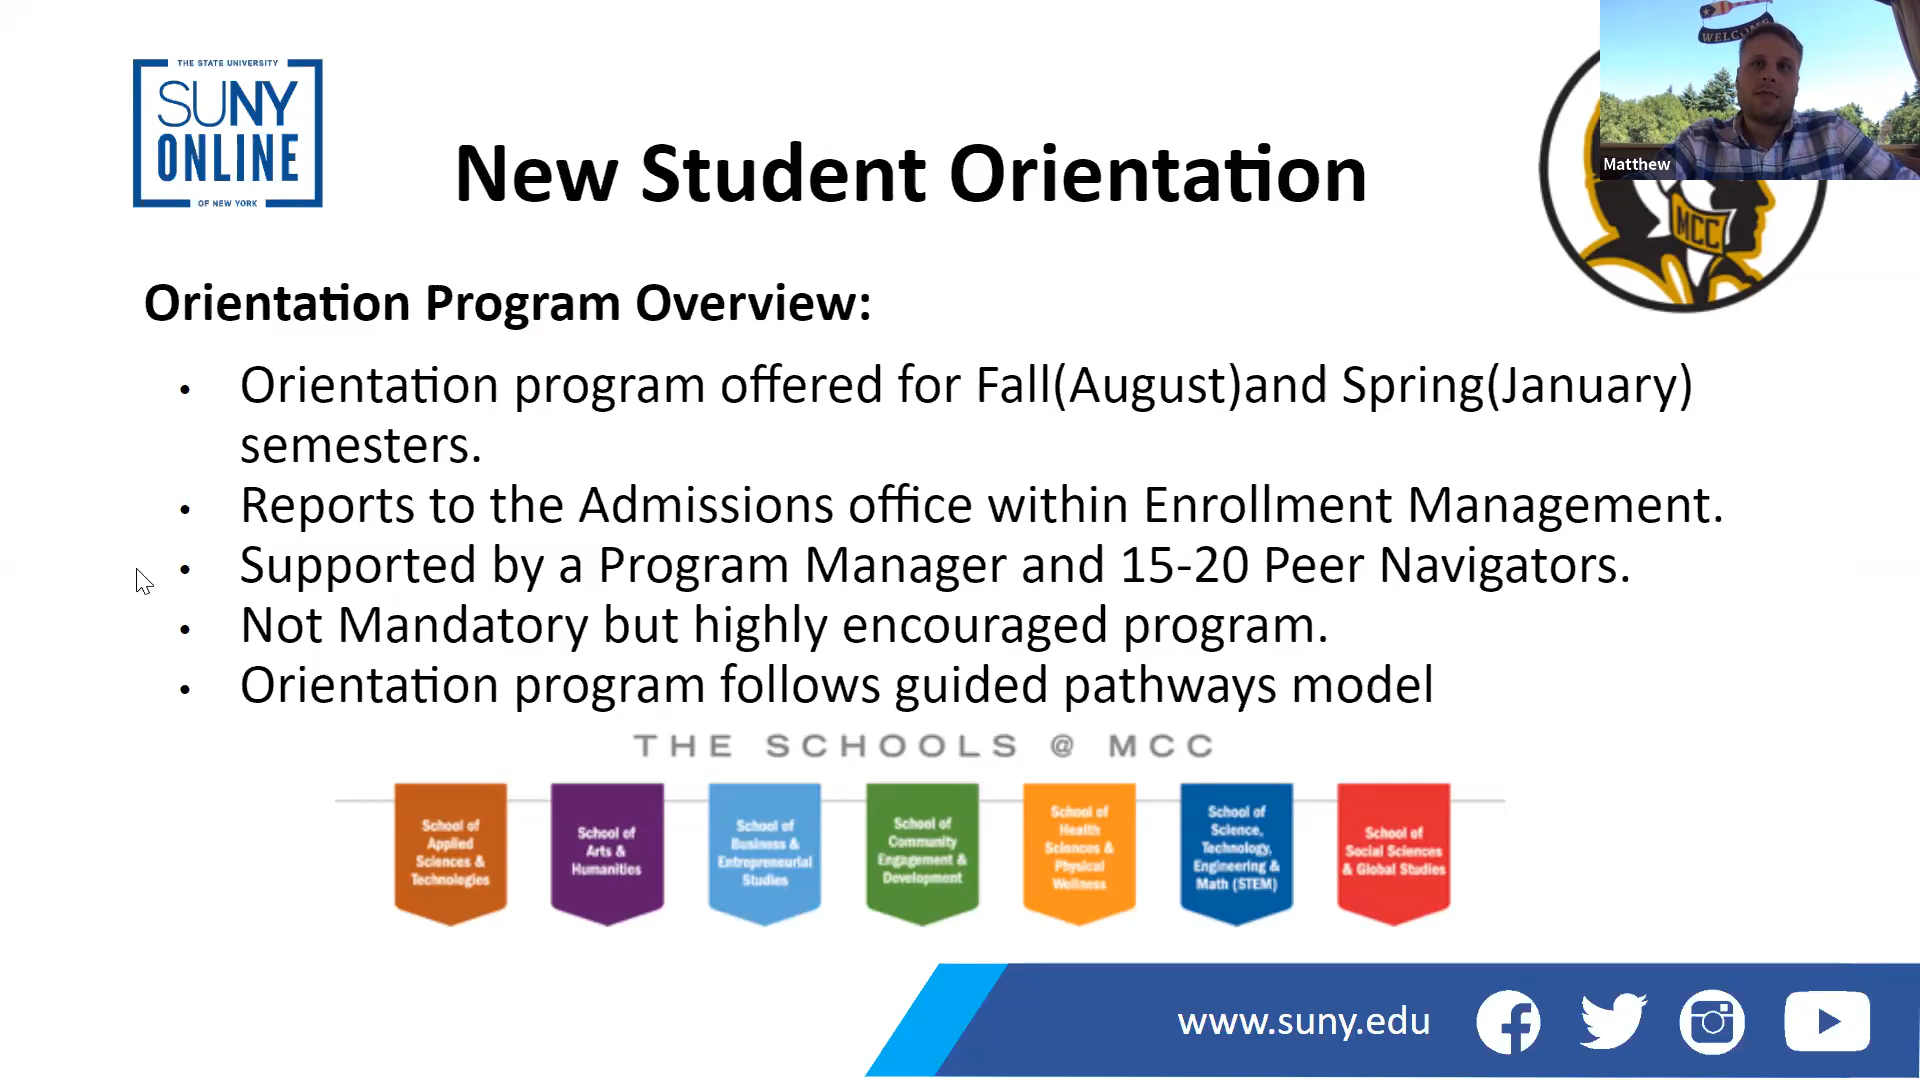 THE STATE UNIVERSITY
SUNY
ONLINE
OF NEW YORK
New Student Orientation
WELCOME
Matthew
MCC
Orientation Program Overview:
• Orientation program offered for Fall(August)and Spring(January)
semesters.
• Reports to the Admissions office within Enrollment Management.
• Supported by a Program Manager and 15-20 Peer Navigators.
• Not Mandatory but highly encouraged program.
• Orientation program follows guided pathways model
THE SCHOOLS @ MCC
School of
Applied
Sciences &
Technologies
School of
Arts &
Humanities
School of
Business &
Entrepreneurial
Studies
School of
Community
Engagement &
Development
School of
Health
Sciences &
Physical
Wellness
School of
Science,
Technology,
Engineering &
Math (STEM)
School of
Social Sciences
& Global Studies
www.suny.edu